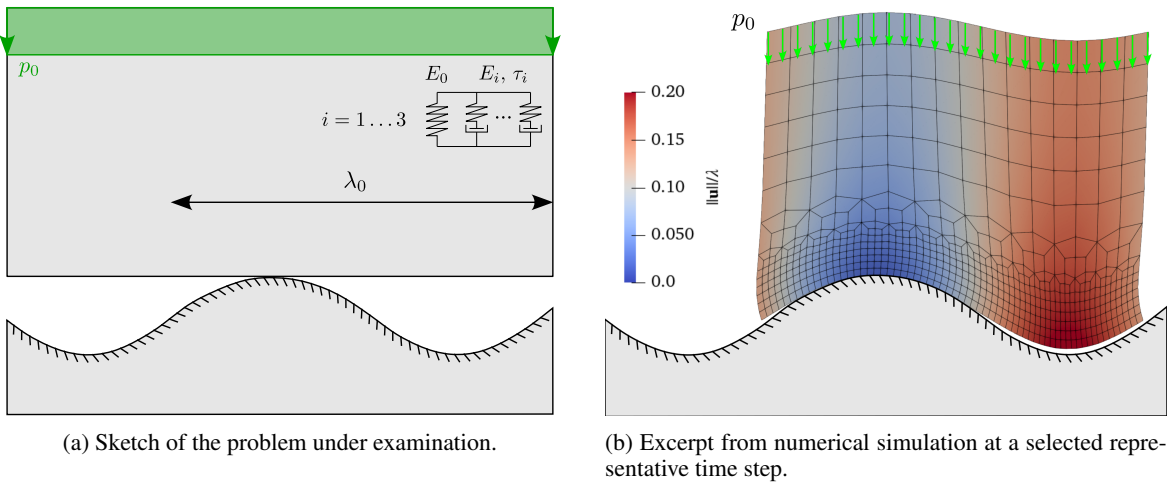 p₀
E₀ Eᵢ, τᵢ
i = 1 … 3
...
λ₀
(a) Sketch of the problem under examination.
p₀
0.20
0.15
0.10
0.050
0.0
||u||/λ
(b) Excerpt from numerical simulation at a selected repre-
sentative time step.